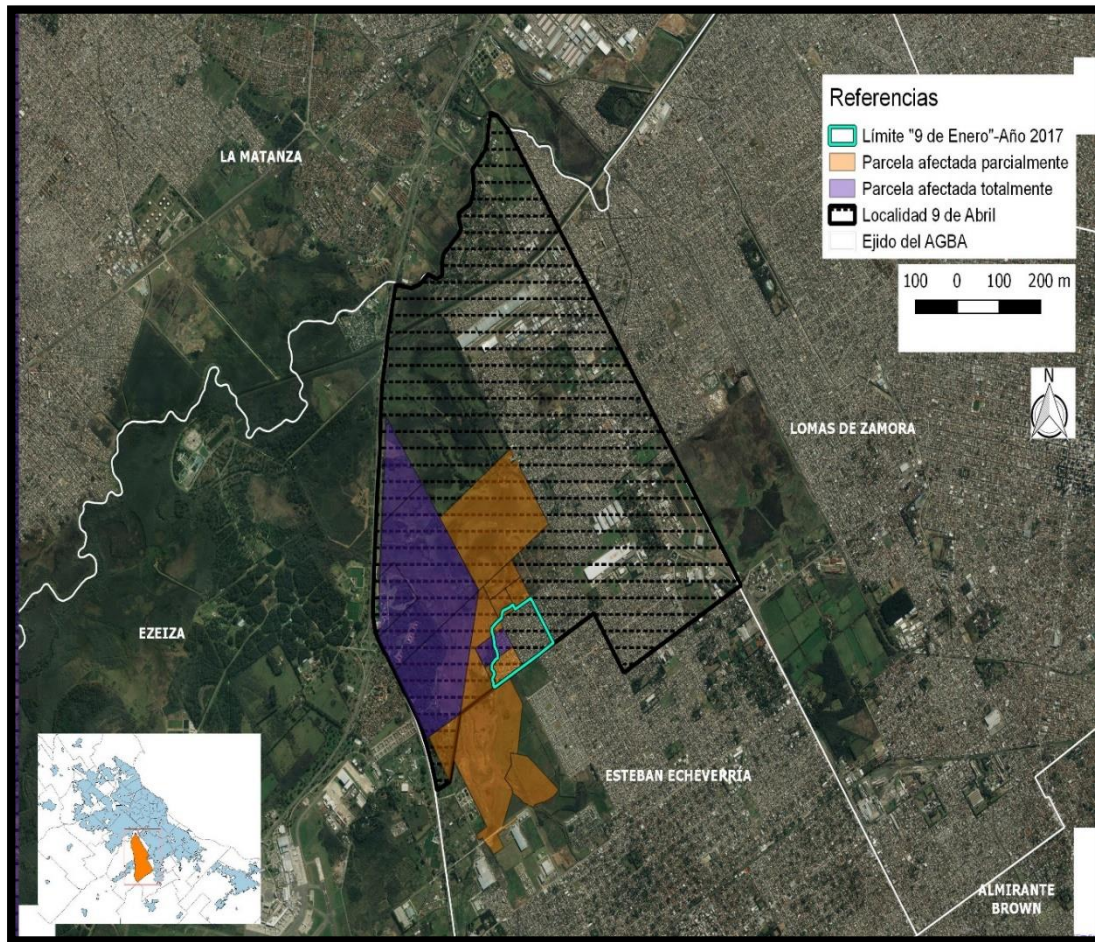 LA MATANZA
Referencias
Límite "9 de Enero"-Año 2017
Parcela afectada parcialmente
Parcela afectada totalmente
Localidad 9 de Abril
Ejido del AGBA
100 0 100 200 m
N
LOMAS DE ZAMORA
EZEIZA
ESTEBAN ECHEVERRÍA
ALMIRANTE
BROWN